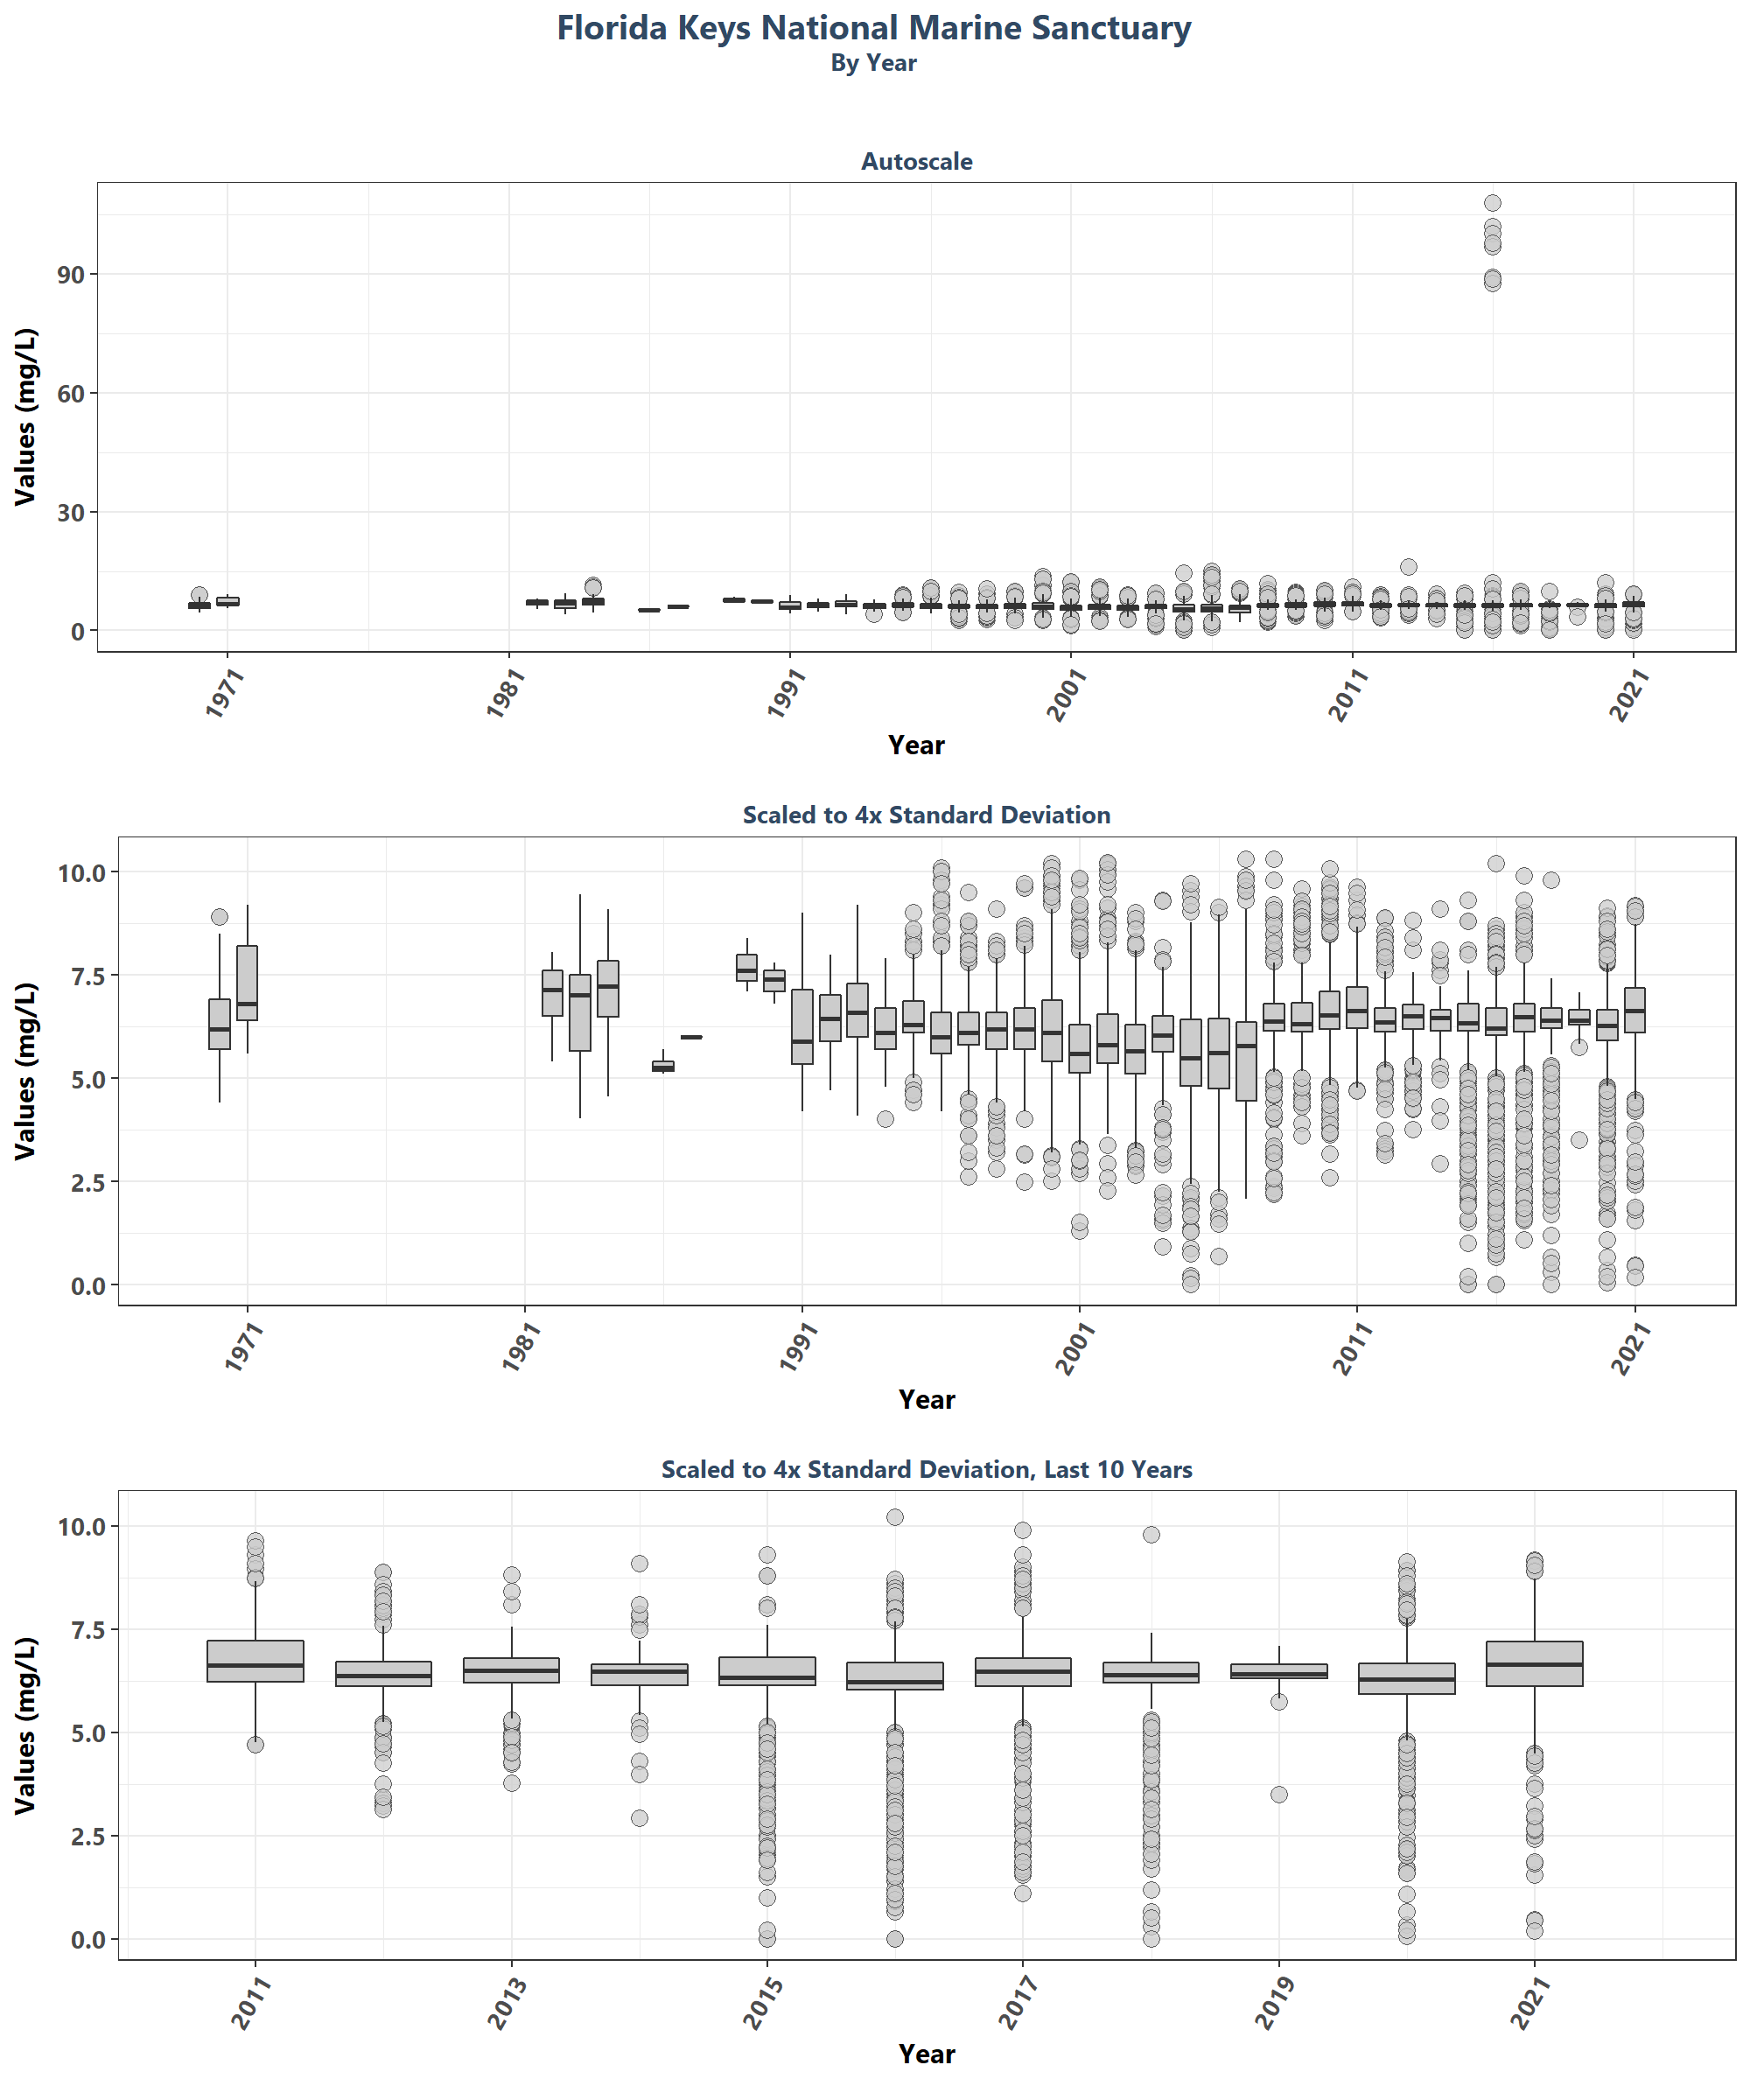 Florida Keys National Marine Sanctuary
By Year
Autoscale
Values (mg/L)
90
60
30
0
1971
1981
1991
2001
2011
2021
Year
Scaled to 4x Standard Deviation
Values (mg/L)
10.0
7.5
5.0
2.5
0.0
1971
1981
1991
2001
2011
2021
Year
Scaled to 4x Standard Deviation, Last 10 Years
Values (mg/L)
10.0
7.5
5.0
2.5
0.0
2011
2013
2015
2017
2019
2021
Year